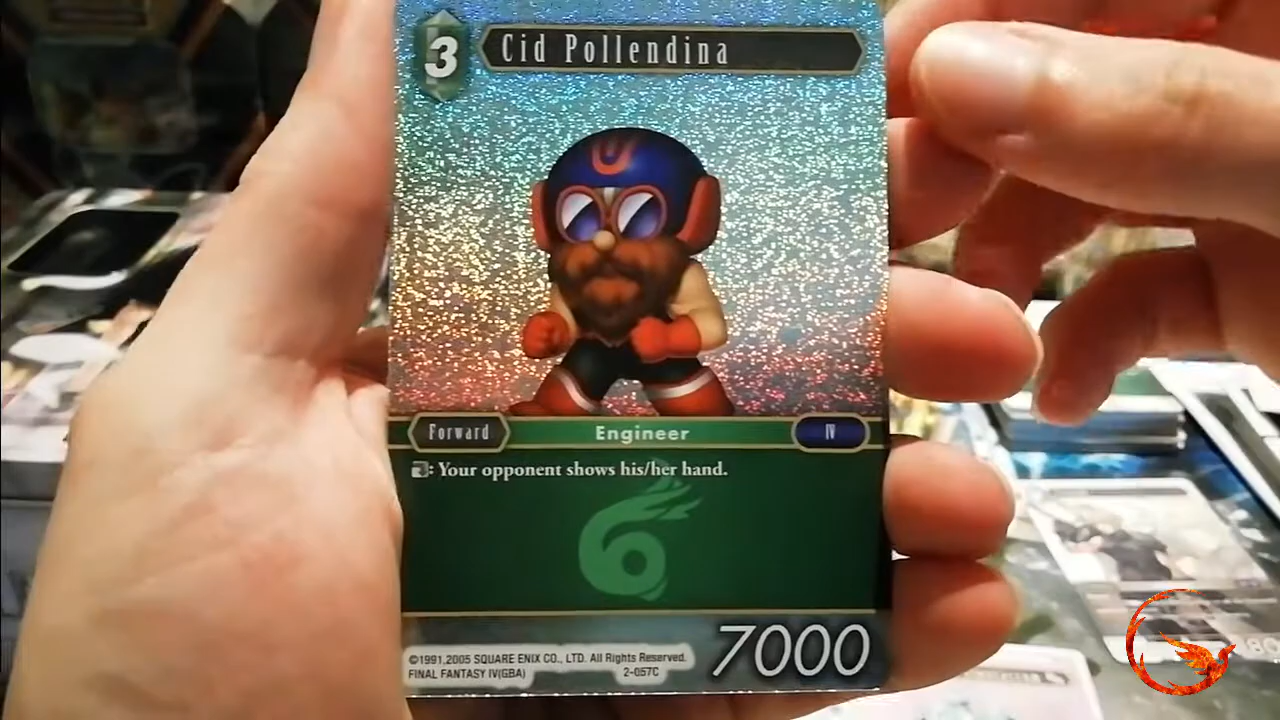 3
Cid Pollendina
Forward
Engineer
IV
: Your opponent shows his/her hand.
6
7000
©1991,2005 SQUARE ENIX CO., LTD. All Rights Reserved.
FINAL FANTASY IV(GBA)
2-057C